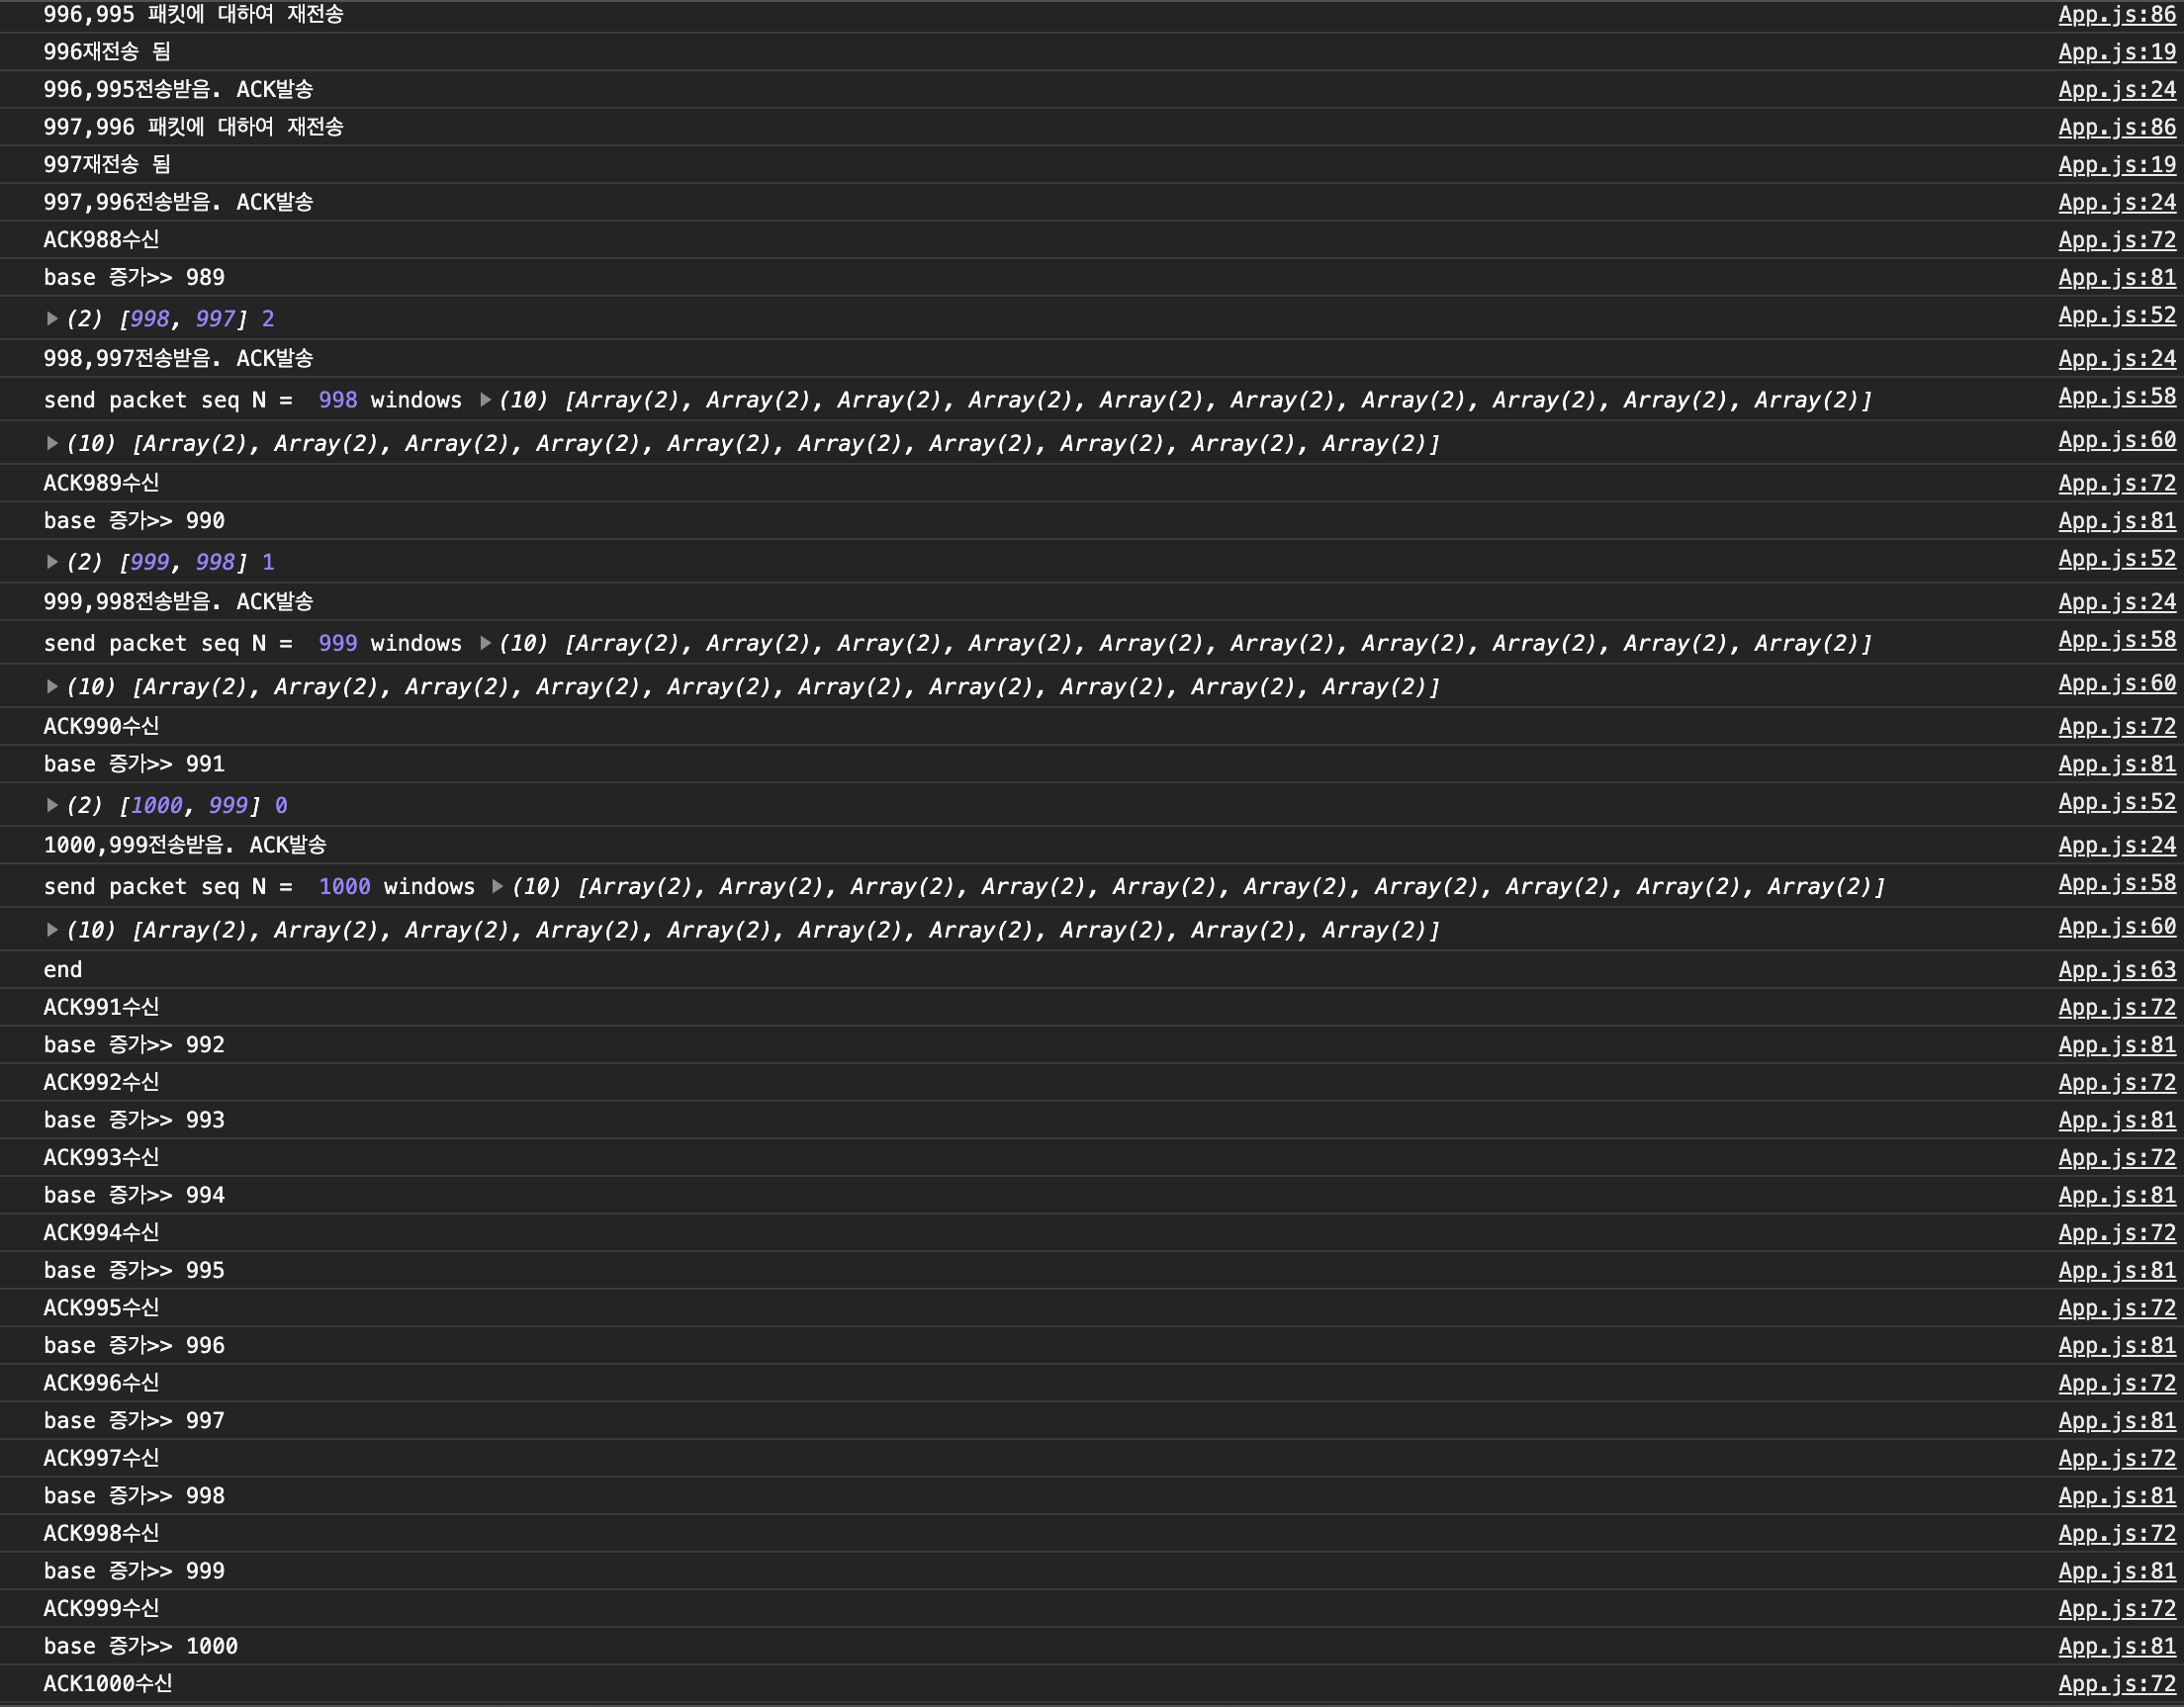 996,995 패킷에 대하여 재전송 App.js:86
996재전송 됨 App.js:19
996,995전송받음. ACK발송 App.js:24
997,996 패킷에 대하여 재전송 App.js:86
997재전송 됨 App.js:19
997,996전송받음. ACK발송 App.js:24
ACK988수신 App.js:72
base 증가>> 989 App.js:81
(2) [998, 997] 2 App.js:52
998,997전송받음. ACK발송 App.js:24
send packet seq N = 998 windows (10) [Array(2), Array(2), Array(2), Array(2), Array(2), Array(2), Array(2), Array(2), Array(2), Array(2)] App.js:58
(10) [Array(2), Array(2), Array(2), Array(2), Array(2), Array(2), Array(2), Array(2), Array(2), Array(2)] App.js:60
ACK989수신 App.js:72
base 증가>> 990 App.js:81
(2) [999, 998] 1 App.js:52
999,998전송받음. ACK발송 App.js:24
send packet seq N = 999 windows (10) [Array(2), Array(2), Array(2), Array(2), Array(2), Array(2), Array(2), Array(2), Array(2), Array(2)] App.js:58
(10) [Array(2), Array(2), Array(2), Array(2), Array(2), Array(2), Array(2), Array(2), Array(2), Array(2)] App.js:60
ACK990수신 App.js:72
base 증가>> 991 App.js:81
(2) [1000, 999] 0 App.js:52
1000,999전송받음. ACK발송 App.js:24
send packet seq N = 1000 windows (10) [Array(2), Array(2), Array(2), Array(2), Array(2), Array(2), Array(2), Array(2), Array(2), Array(2)] App.js:58
(10) [Array(2), Array(2), Array(2), Array(2), Array(2), Array(2), Array(2), Array(2), Array(2), Array(2)] App.js:60
end App.js:63
ACK991수신 App.js:72
base 증가>> 992 App.js:81
ACK992수신 App.js:72
base 증가>> 993 App.js:81
ACK993수신 App.js:72
base 증가>> 994 App.js:81
ACK994수신 App.js:72
base 증가>> 995 App.js:81
ACK995수신 App.js:72
base 증가>> 996 App.js:81
ACK996수신 App.js:72
base 증가>> 997 App.js:81
ACK997수신 App.js:72
base 증가>> 998 App.js:81
ACK998수신 App.js:72
base 증가>> 999 App.js:81
ACK999수신 App.js:72
base 증가>> 1000 App.js:81
ACK1000수신 App.js:72